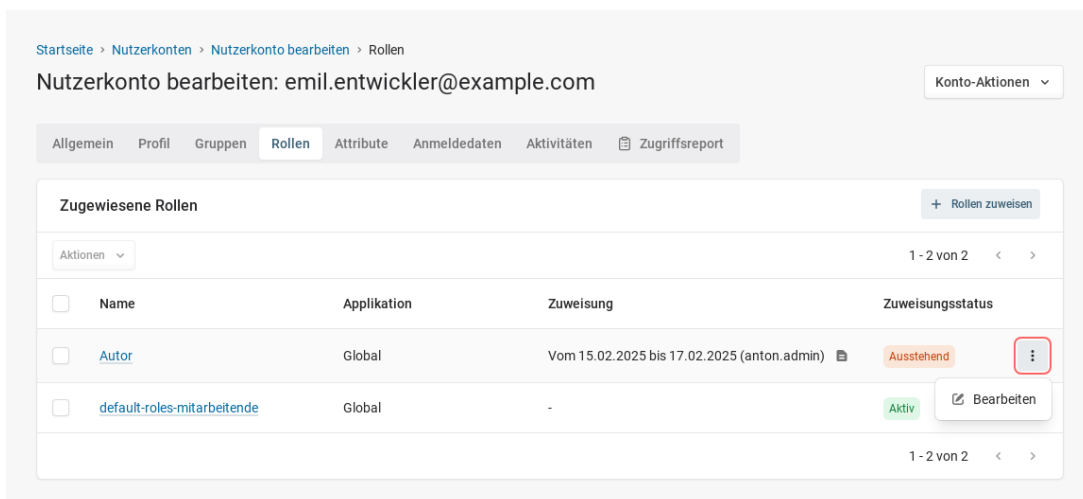 Startseite > Nutzerkonten > Nutzerkonto bearbeiten > Rollen
Nutzerkonto bearbeiten: emil.entwickler@example.com
Konto-Aktionen
Allgemein Profil Gruppen Rollen Attribute Anmeldedaten Aktivitäten Zugriffsreport
Zugewiesene Rollen
+ Rollen zuweisen
Aktionen
1 - 2 von 2 < >
Name Applikation Zuweisung Zuweisungsstatus
Autor Global Vom 15.02.2025 bis 17.02.2025 (anton.admin) Ausstehend
Bearbeiten
default-roles-mitarbeitende Global - Aktiv
1 - 2 von 2 < >